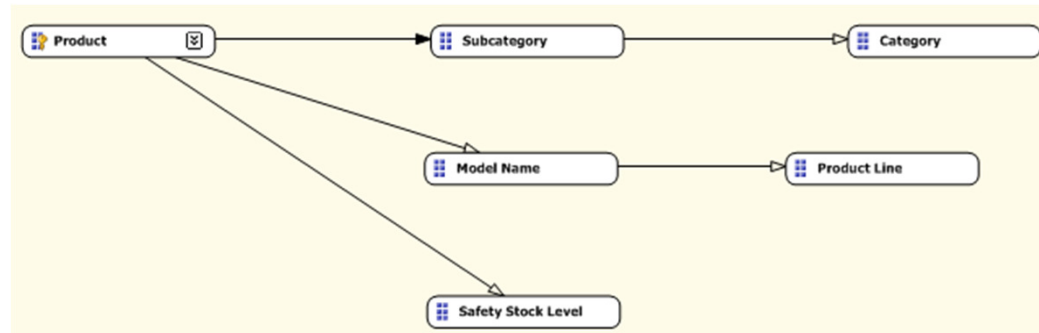 Product
Subcategory
Category
Model Name
Product Line
Safety Stock Level